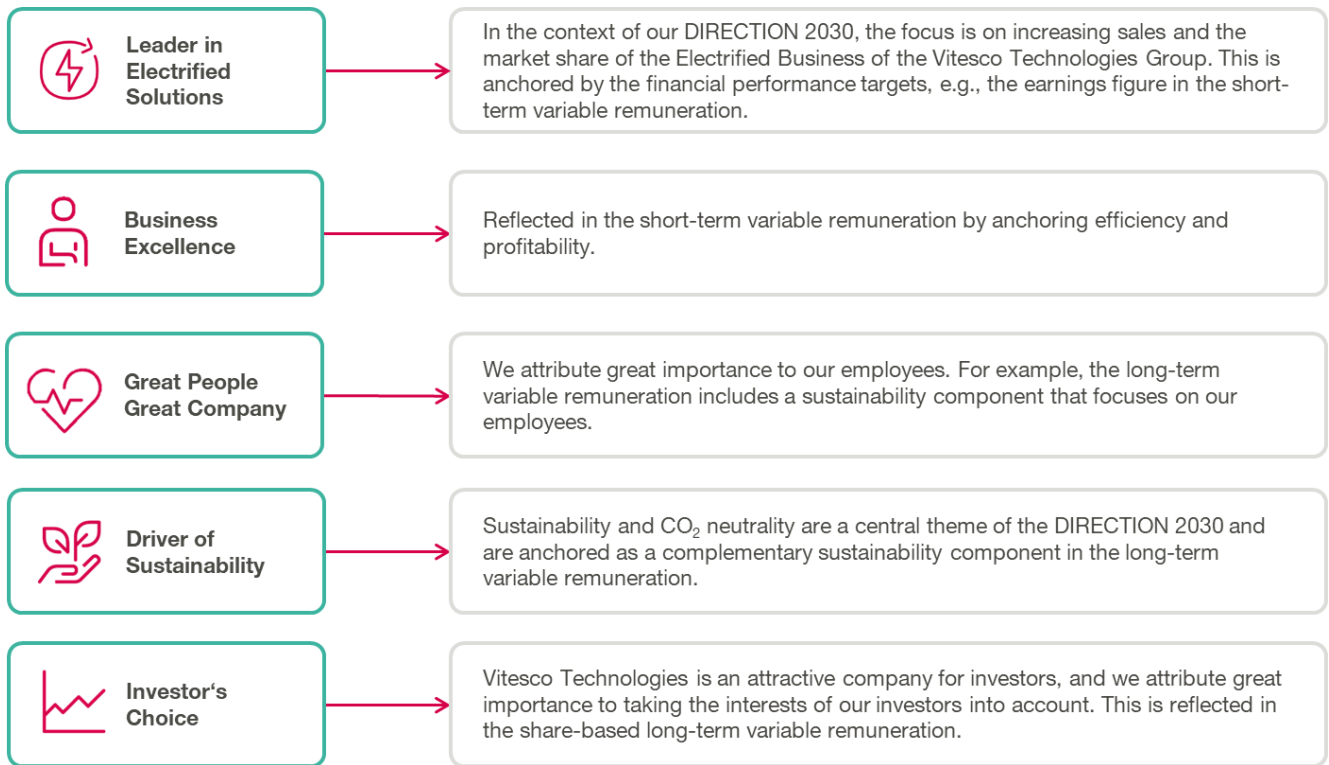 Leader in
Electrified
Solutions
In the context of our DIRECTION 2030, the focus is on increasing sales and the
market share of the Electrified Business of the Vitesco Technologies Group. This is
anchored by the financial performance targets, e.g., the earnings figure in the short-
term variable remuneration.
Business
Excellence
Reflected in the short-term variable remuneration by anchoring efficiency and
profitability.
Great People
Great Company
We attribute great importance to our employees. For example, the long-term
variable remuneration includes a sustainability component that focuses on our
employees.
Driver of
Sustainability
Sustainability and CO₂ neutrality are a central theme of the DIRECTION 2030 and
are anchored as a complementary sustainability component in the long-term
variable remuneration.
Investor‘s
Choice
Vitesco Technologies is an attractive company for investors, and we attribute great
importance to taking the interests of our investors into account. This is reflected in
the share-based long-term variable remuneration.